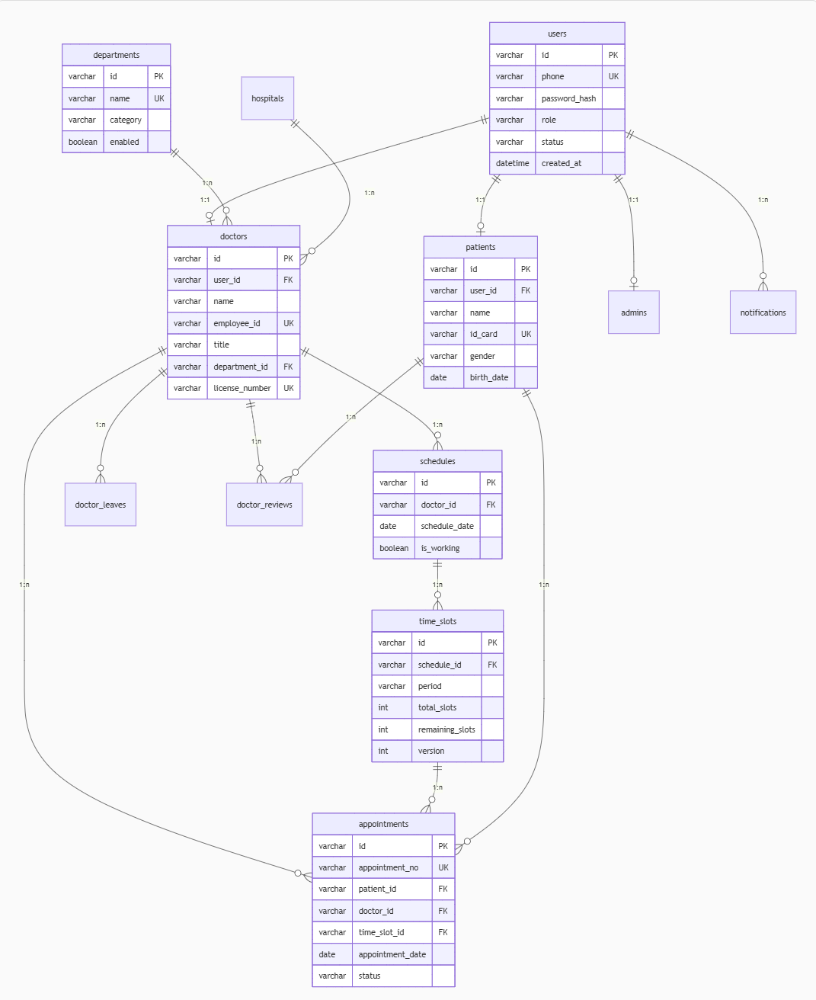 users
varchar id PK
varchar phone UK
varchar password_hash
varchar role
varchar status
datetime created_at
departments
varchar id PK
varchar name UK
varchar category
boolean enabled
hospitals
1:n
1:1
1:n
1:1
1:1
1:n
doctors
varchar id PK
varchar user_id FK
varchar name
varchar employee_id UK
varchar title
varchar department_id FK
varchar license_number UK
patients
varchar id PK
varchar user_id FK
varchar name
varchar id_card UK
varchar gender
date birth_date
admins
notifications
1:n
1:n
1:n
1:n
doctor_leaves
doctor_reviews
schedules
varchar id PK
varchar doctor_id FK
date schedule_date
boolean is_working
1:n
1:n
1:n
time_slots
varchar id PK
varchar schedule_id FK
varchar period
int total_slots
int remaining_slots
int version
1:n
appointments
varchar id PK
varchar appointment_no UK
varchar patient_id FK
varchar doctor_id FK
varchar time_slot_id FK
date appointment_date
varchar status